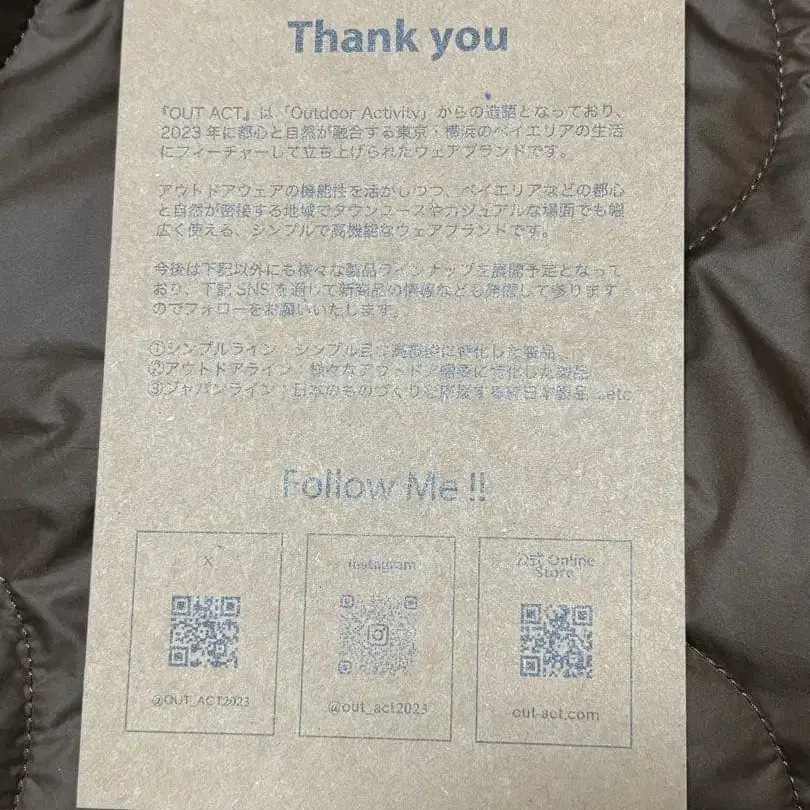 Thank you
『OUT ACT』は「Outdoor Activity」からの造語となっており、
2023年に都心と自然が融合する東京・横浜のベイエリアの生活
にフィーチャーして立ち上げられたウェアブランドです。
アウトドアウェアの機能性を活かしつつ、ベイエリアなどの都心
と自然が密接する地域でタウンユースやカジュアルな場面でも幅
広く使える、シンプルで高機能なウェアブランドです。
今後は下記以外にも様々な製品ラインナップを展開予定となって
おり、下記SNSを通じて新商品の情報なども発信して参ります
のでフォローをお願いいたします。
①シンプルライン：シンプル且つ高機能に特化した製品
②アウトドアライン：様々なアウトドア機能に特化した製品
③ジャパンライン：日本のものづくりを応援する純日本製品...etc
Follow Me !!
X
Instagram
公式 Online
Store
@OUT_ACT2023
@out_act2023
out-act.com